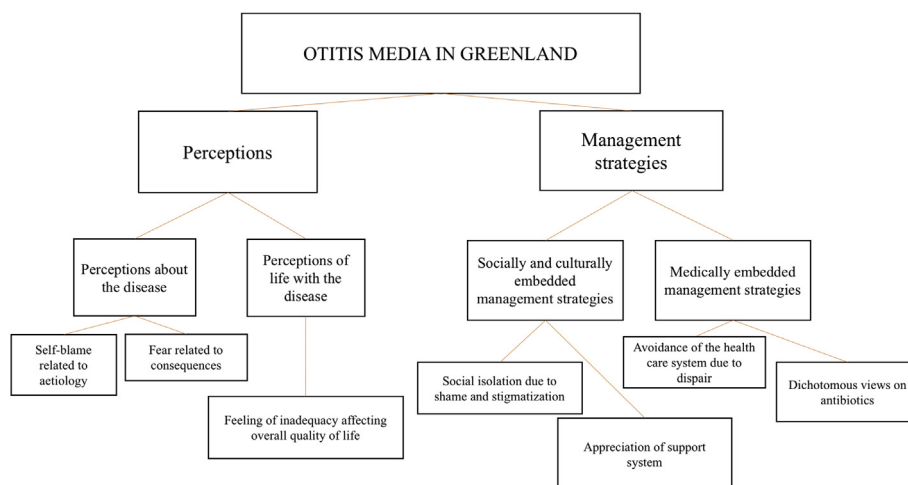 OTITIS MEDIA IN GREENLAND
Perceptions
Management
strategies
Perceptions about
the disease
Perceptions of
life with the
disease
Socially and culturally
embedded
management strategies
Medically embedded
management strategies
Self-blame
related to
aetiology
Fear related to
consequences
Feeling of inadequacy affecting
overall quality of life
Social isolation due to
shame and stigmatization
Appreciation of support
system
Avoidance of the health
care system due to
dispair
Dichotomous views on
antibiotics